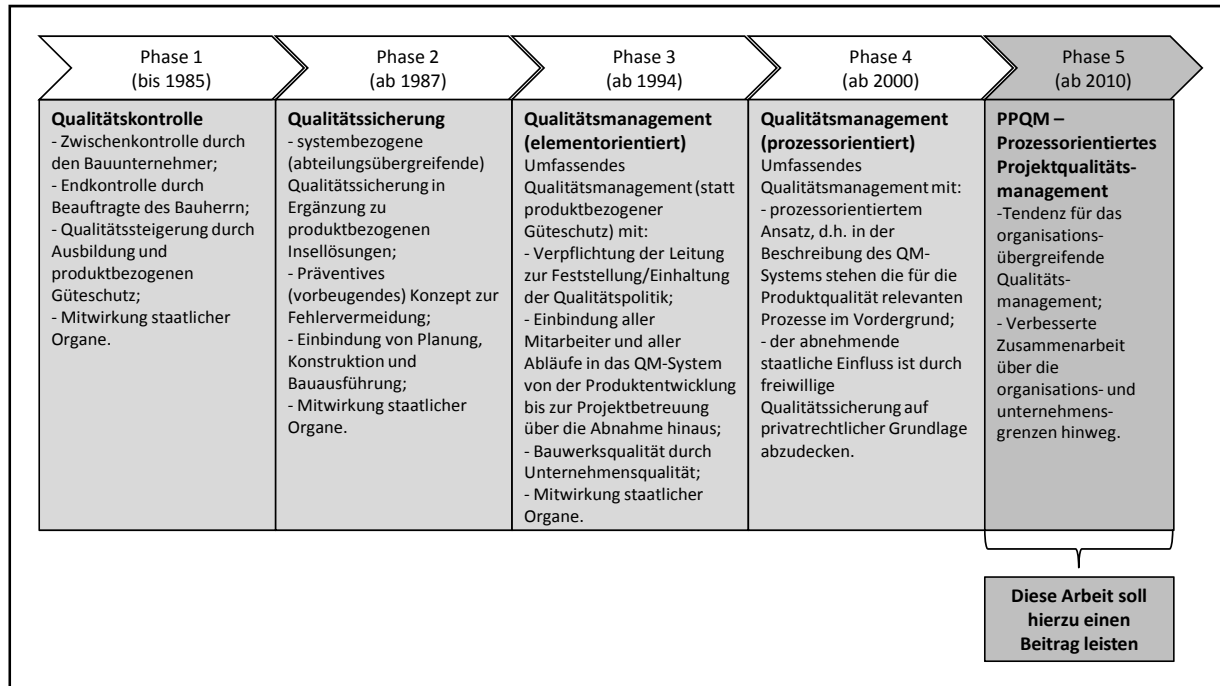 Phase 1
(bis 1985)
Phase 2
(ab 1987)
Phase 3
(ab 1994)
Phase 4
(ab 2000)
Phase 5
(ab 2010)
Qualitätskontrolle
- Zwischenkontrolle durch
den Bauunternehmer;
- Endkontrolle durch
Beauftragte des Bauherrn;
- Qualitätssteigerung durch
Ausbildung und
produktbezogenen
Güteschutz;
- Mitwirkung staatlicher
Organe.
Qualitätssicherung
- systembezogene
(abteilungsübergreifende)
Qualitätssicherung in
Ergänzung zu
produktbezogenen
Insellösungen;
- Präventives
(vorbeugendes) Konzept zur
Fehlervermeidung;
- Einbindung von Planung,
Konstruktion und
Bauausführung;
- Mitwirkung staatlicher
Organe.
Qualitätsmanagement
(elementorientiert)
Umfassendes
Qualitätsmanagement (statt
produktbezogener
Güteschutz) mit:
- Verpflichtung der Leitung
zur Feststellung/Einhaltung
der Qualitätspolitik;
- Einbindung aller
Mitarbeiter und aller
Abläufe in das QM-System
von der Produktentwicklung
bis zur Projektbetreuung
über die Abnahme hinaus;
- Bauwerksqualität durch
Unternehmensqualität;
- Mitwirkung staatlicher
Organe.
Qualitätsmanagement
(prozessorientiert)
Umfassendes
Qualitätsmanagement mit:
- prozessorientiertem
Ansatz, d.h. in der
Beschreibung des QM-
Systems stehen die für die
Produktqualität relevanten
Prozesse im Vordergrund;
- der abnehmende
staatliche Einfluss ist durch
freiwillige
Qualitätssicherung auf
privatrechtlicher Grundlage
abzudecken.
PPQM –
Prozessorientiertes
Projektqualitäts-
management
-Tendenz für das
organisations-
übergreifende
Qualitäts-
management;
- Verbesserte
Zusammenarbeit
über die
organisations- und
unternehmens-
grenzen hinweg.
Diese Arbeit soll
hierzu einen
Beitrag leisten